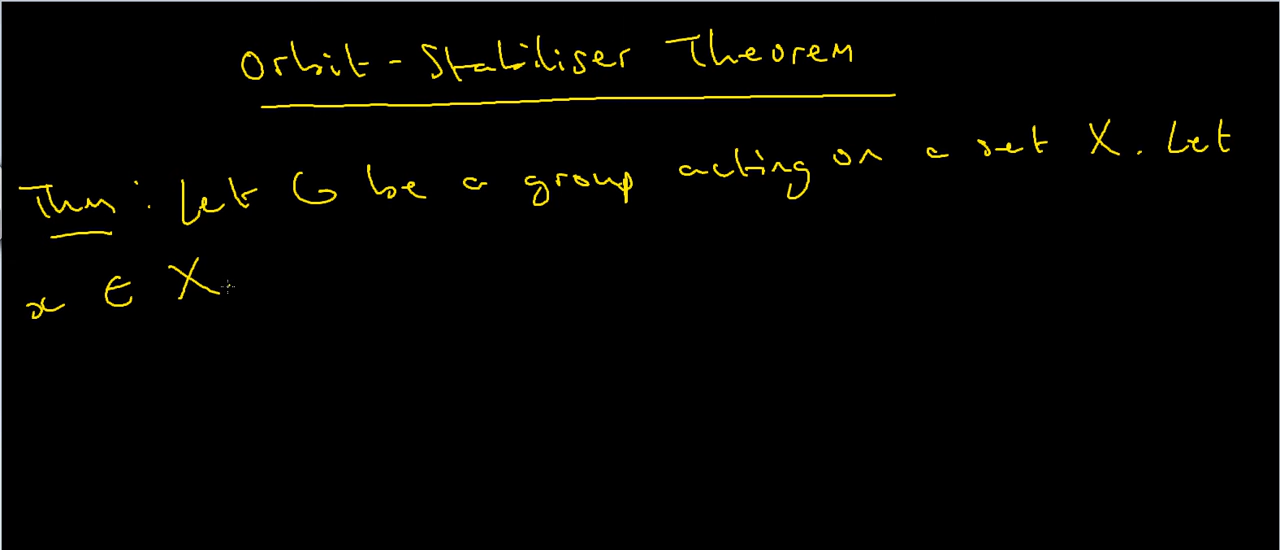 Orbit - Stabiliser Theorem
Thm : Let G be a group acting on a set X. Let
x ∈ X